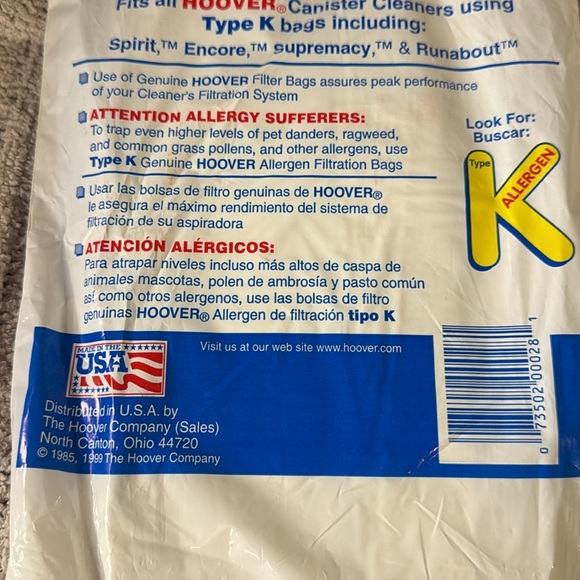 Fits all HOOVER® Canister Cleaners using
Type K bags including:
Spirit,™ Encore,™ Supremacy,™ & Runabout™
Use of Genuine HOOVER Filter Bags assures peak performance
of your Cleaner's Filtration System
ATTENTION ALLERGY SUFFERERS:
To trap even higher levels of pet danders, ragweed,
and common grass pollens, and other allergens, use
Type K Genuine HOOVER Allergen Filtration Bags
Look For:
Buscar:
Type
K
ALLERGEN
Usar las bolsas de filtro genuinas de HOOVER®
le asegura el máximo rendimiento del sistema de
filtración de su aspiradora
ATENCIÓN ALÉRGICOS:
Para atrapar niveles incluso más altos de caspa de
animales mascotas, polen de ambrosía y pasto común
así como otros alergenos, use las bolsas de filtro
genuinas HOOVER® Allergen de filtración tipo K
MADE IN THE
USA
Visit us at our web site www.hoover.com
Distributed in U.S.A. by
The Hoover Company (Sales)
North Canton, Ohio 44720
© 1985, 1999 The Hoover Company
0 73502 00028 1